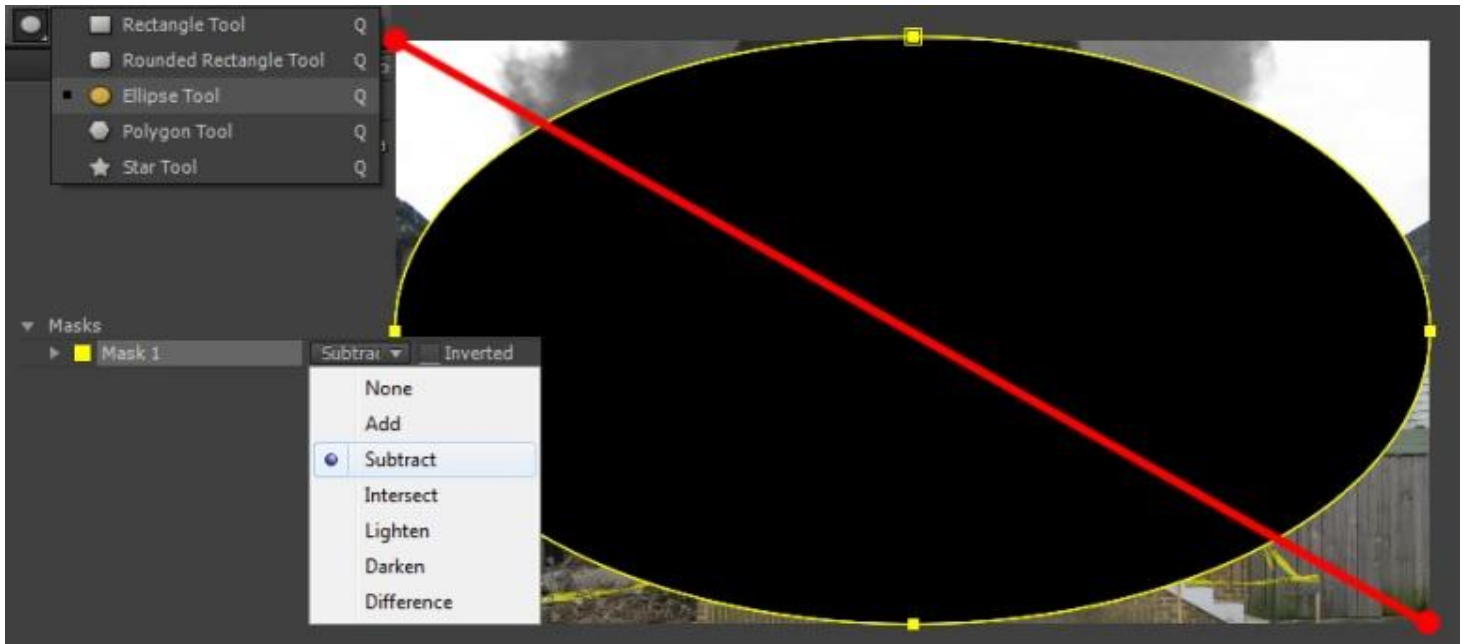 Rectangle Tool Q
Rounded Rectangle Tool Q
Ellipse Tool Q
Polygon Tool Q
Star Tool Q
Masks
Mask 1 Subtrac Inverted
None
Add
Subtract
Intersect
Lighten
Darken
Difference